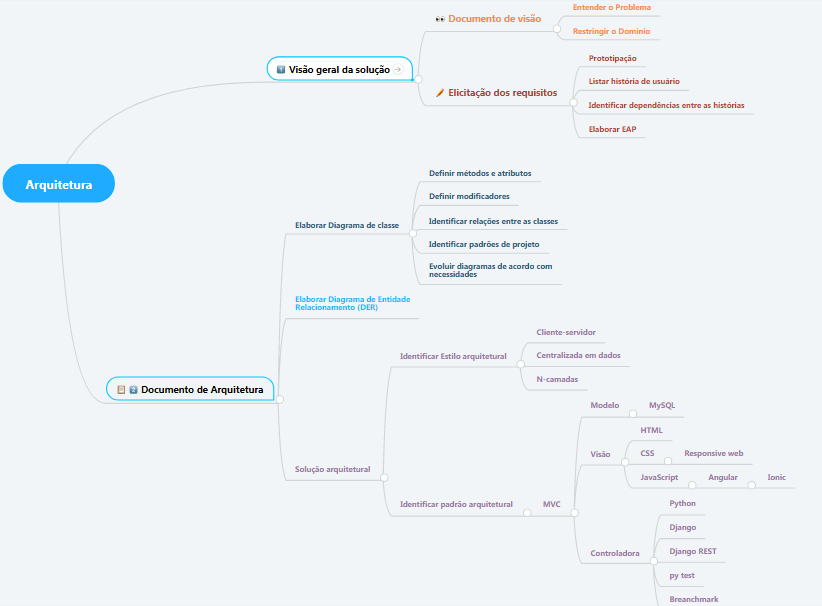 Arquitetura
Visão geral da solução
Documento de visão
Entender o Problema
Restringir o Domínio
Elicitação dos requisitos
Prototipação
Listar história de usuário
Identificar dependências entre as histórias
Elaborar EAP
Documento de Arquitetura
Elaborar Diagrama de classe
Definir métodos e atributos
Definir modificadores
Identificar relações entre as classes
Identificar padrões de projeto
Evoluir diagramas de acordo com
necessidades
Elaborar Diagrama de Entidade
Relacionamento (DER)
Solução arquitetural
Identificar Estilo arquitetural
Cliente-servidor
Centralizada em dados
N-camadas
Identificar padrão arquitetural
MVC
Modelo
MySQL
Visão
HTML
CSS
Responsive web
JavaScript
Angular
Ionic
Controladora
Python
Django
Django REST
py test
Breanchmark